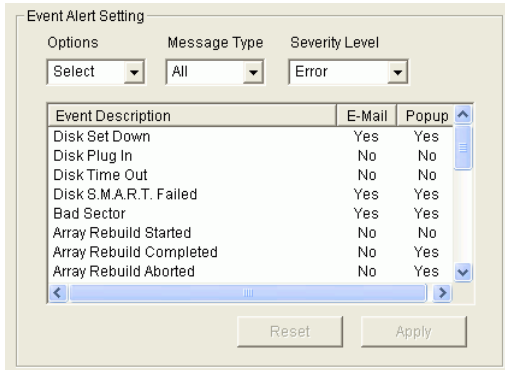 Event Alert Setting
Options Message Type Severity Level
Select All Error
Event Description E-Mail Popup
Disk Set Down Yes Yes
Disk Plug In No No
Disk Time Out No No
Disk S.M.A.R.T. Failed Yes Yes
Bad Sector Yes Yes
Array Rebuild Started No No
Array Rebuild Completed No Yes
Array Rebuild Aborted No Yes
Reset Apply